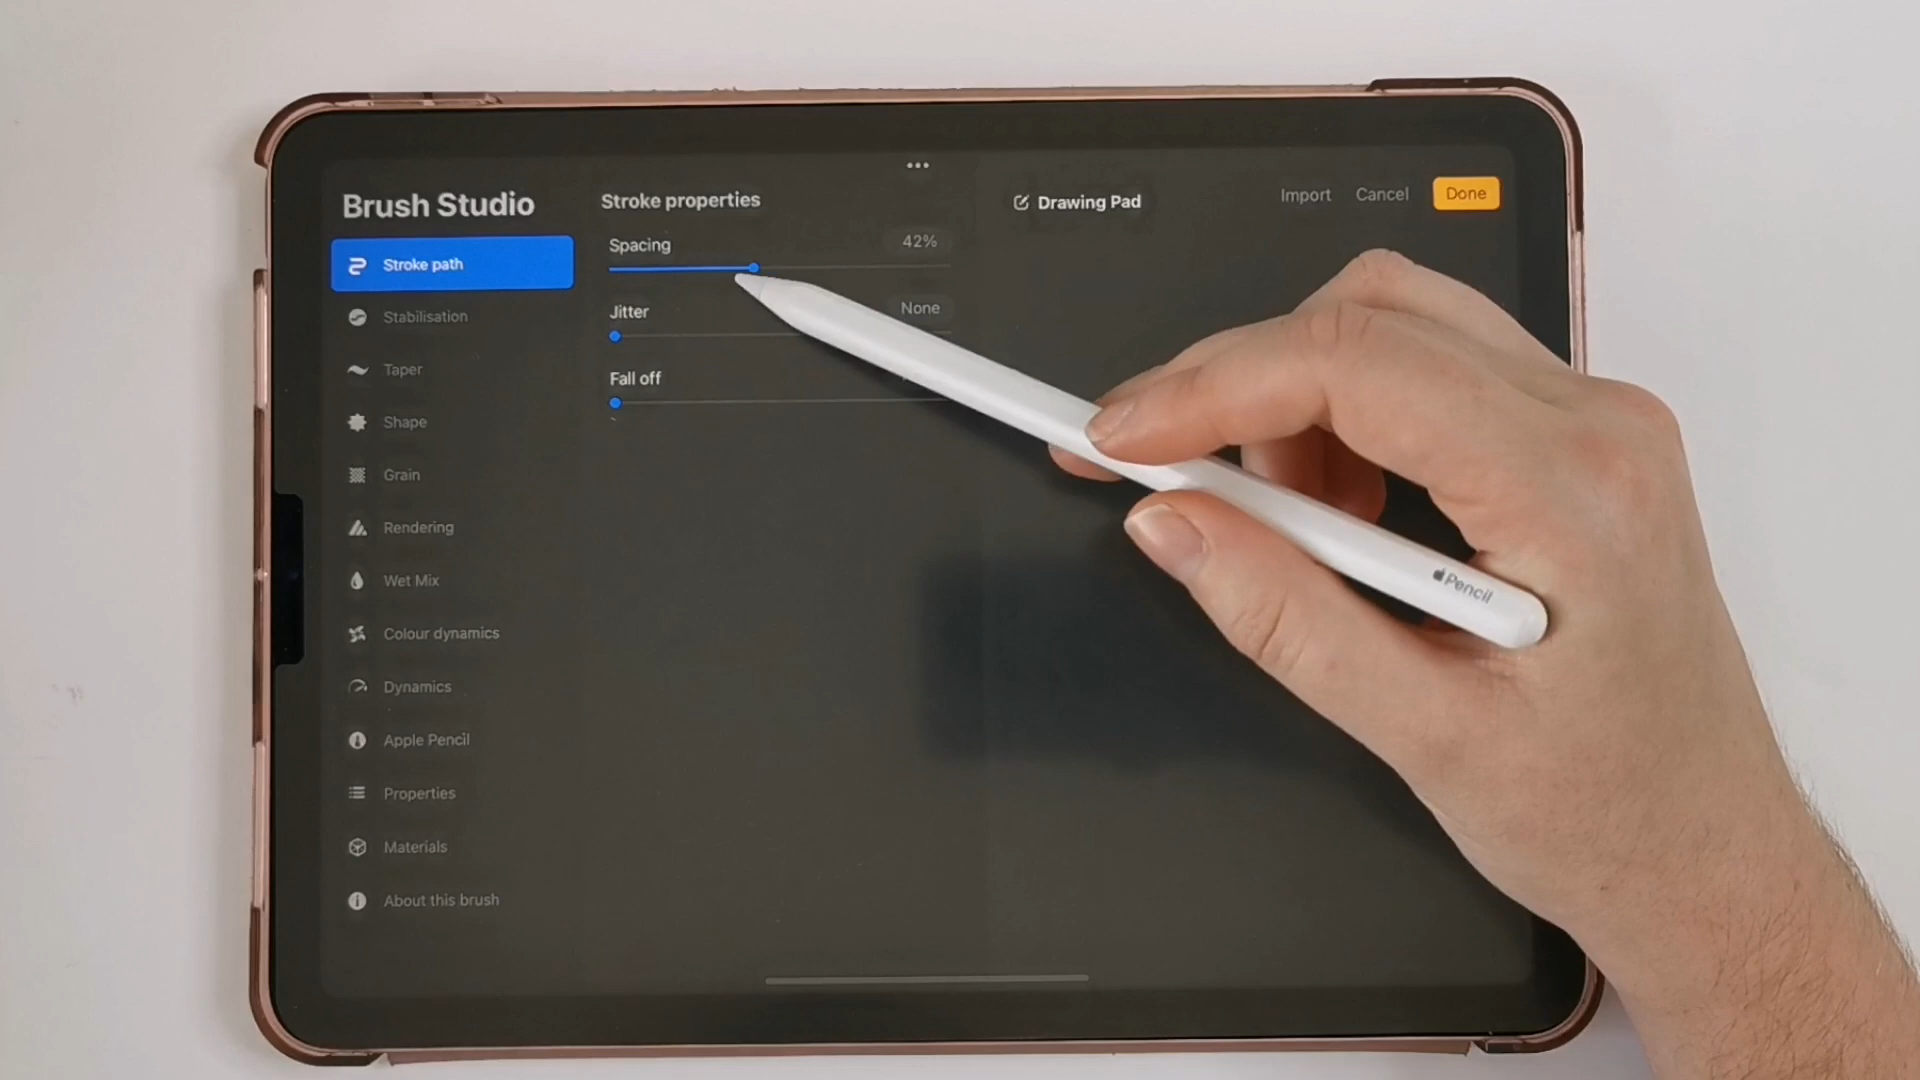 Brush Studio
Stroke path
Stabilisation
Taper
Shape
Grain
Rendering
Wet Mix
Colour dynamics
Dynamics
Apple Pencil
Properties
Materials
About this brush
Stroke properties
Spacing 42%
Jitter None
Fall off
Drawing Pad
Import Cancel Done
Pencil